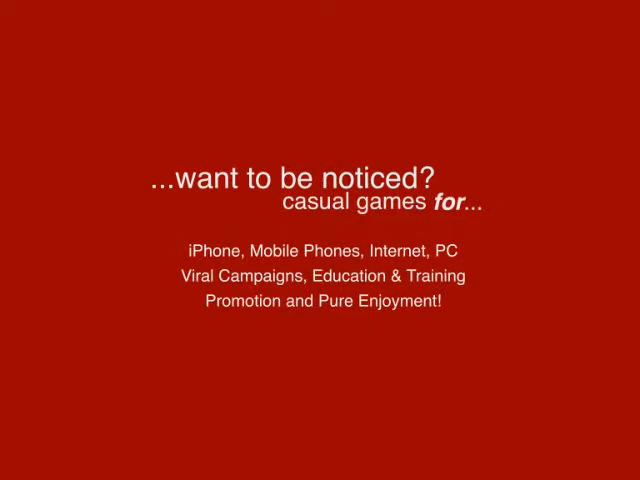 ...want to be noticed?
casual games for...
iPhone, Mobile Phones, Internet, PC
Viral Campaigns, Education & Training
Promotion and Pure Enjoyment!